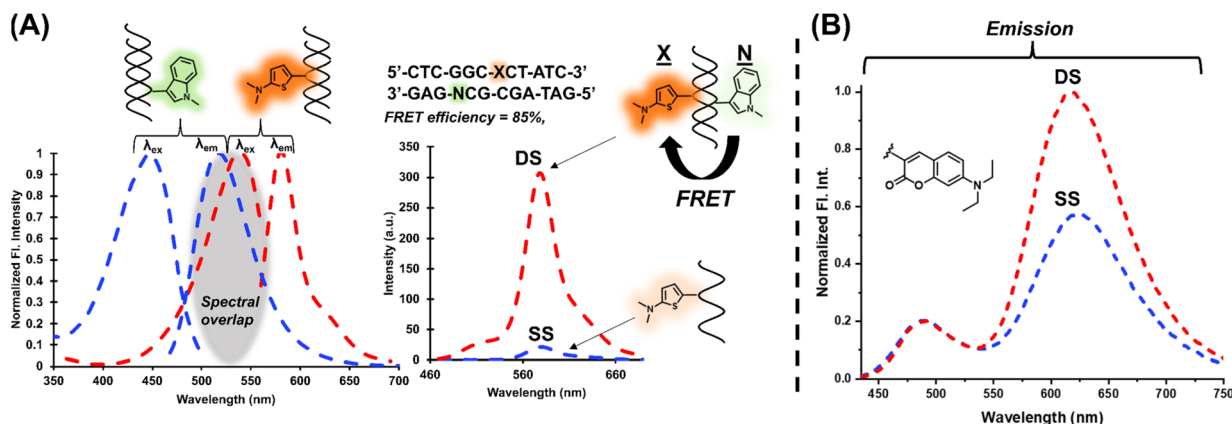 (A)
λex
λem
λex
λem
Normalized Fl. Intensity
1
0.9
0.8
0.7
0.6
0.5
0.4
0.3
0.2
0.1
0
Spectral
overlap
350
450
500
550
600
700
Wavelength (nm)
5’-CTC-GGC-XCT-ATC-3’
3’-GAG-NCG-CGA-TAG-5’
FRET efficiency = 85%,
Intensity (a.u.)
350
300
250
200
150
100
50
0
DS
SS
460
560
660
Wavelength (nm)
X
N
N
S
N
FRET
N
S
(B)
Emission
Normalized Fl. Int.
1.0
0.8
0.6
0.4
0.2
0.0
DS
SS
O
O
N
450
500
550
600
650
700
750
Wavelength (nm)
N
N
S